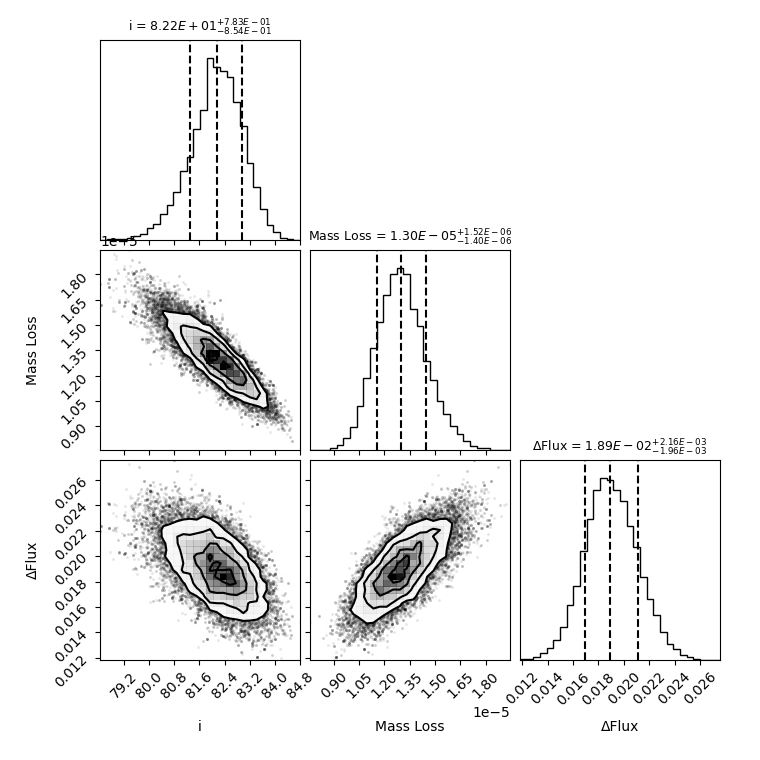 i = 8.22E + 01 +7.83E − 01 −8.54E − 01
1e−5
Mass Loss = 1.30E − 05 +1.52E − 06 −1.40E − 06
Mass Loss
1.80
1.65
1.50
1.35
1.20
1.05
0.90
ΔFlux = 1.89E − 02 +2.16E − 03 −1.96E − 03
ΔFlux
0.026
0.024
0.022
0.020
0.018
0.016
0.014
0.012
79.2 80.0 80.8 81.6 82.4 83.2 84.0 84.8
0.90 1.05 1.20 1.35 1.50 1.65 1.80
0.012 0.014 0.016 0.018 0.020 0.022 0.024 0.026
1e−5
i Mass Loss ΔFlux